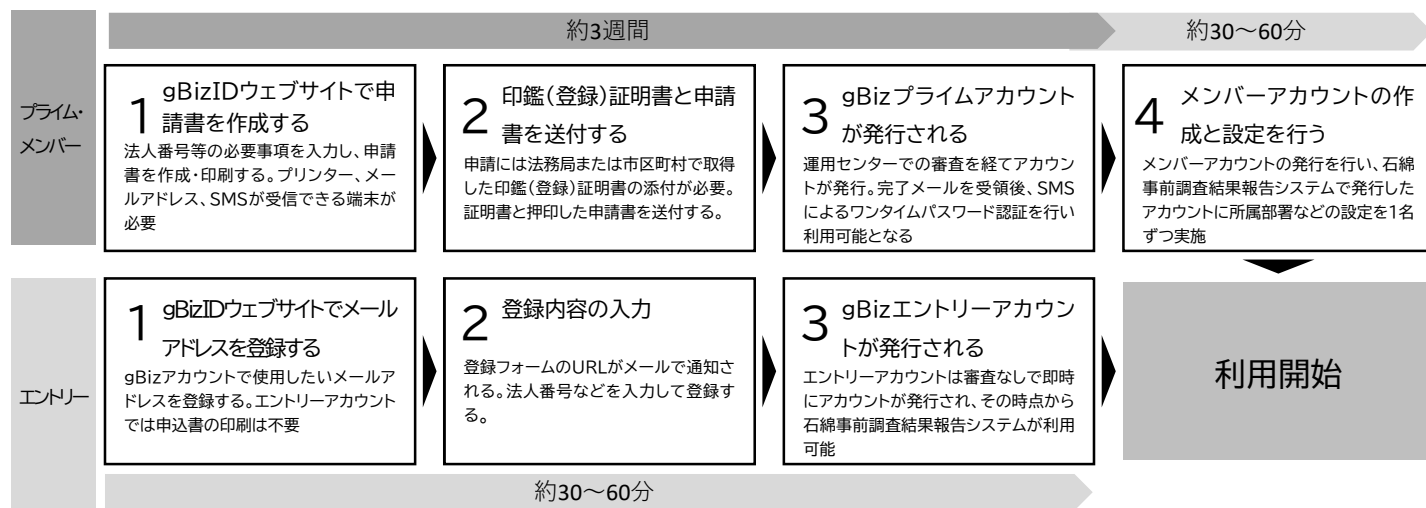 約3週間
約30～60分
プライム・
メンバー
1
gBizIDウェブサイトで申
請書を作成する
法人番号等の必要事項を入力し、申請
書を作成・印刷する。プリンター、メー
ルアドレス、SMSが受信できる端末が
必要
2
印鑑(登録)証明書と申請
書を送付する
申請には法務局または市区町村で取得
した印鑑(登録)証明書の添付が必要。
証明書と押印した申請書を送付する。
3
gBizプライムアカウント
が発行される
運用センターでの審査を経てアカウン
トが発行。完了メールを受領後、SMS
によるワンタイムパスワード認証を行い
利用可能となる
4
メンバーアカウントの作
成と設定を行う
メンバーアカウントの発行を行い、石綿
事前調査結果報告システムで発行した
アカウントに所属部署などの設定を1名
ずつ実施
エントリー
1
gBizIDウェブサイトでメール
アドレスを登録する
gBizアカウントで使用したいメールア
ドレスを登録する。エントリーアカウント
では申込書の印刷は不要
2
登録内容の入力
登録フォームのURLがメールで通知さ
れる。法人番号などを入力して登録す
る。
3
gBizエントリーアカウン
トが発行される
エントリーアカウントは審査なしで即時
にアカウントが発行され、その時点から
石綿事前調査結果報告システムが利用
可能
利用開始
約30～60分